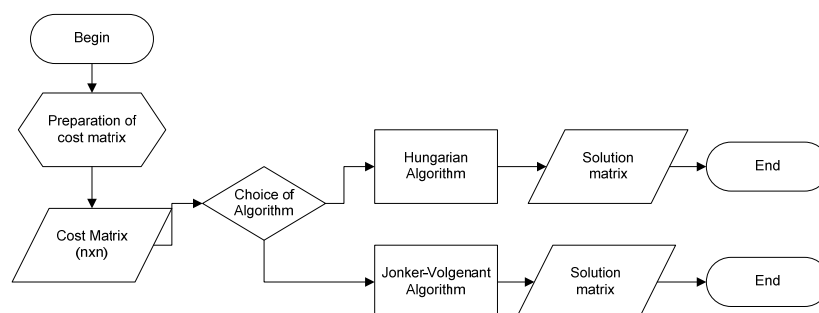 Begin
Preparation of
cost matrix
Cost Matrix
(nxn)
Choice of
Algorithm
Hungarian
Algorithm
Solution
matrix
End
Jonker-Volgenant
Algorithm
Solution
matrix
End